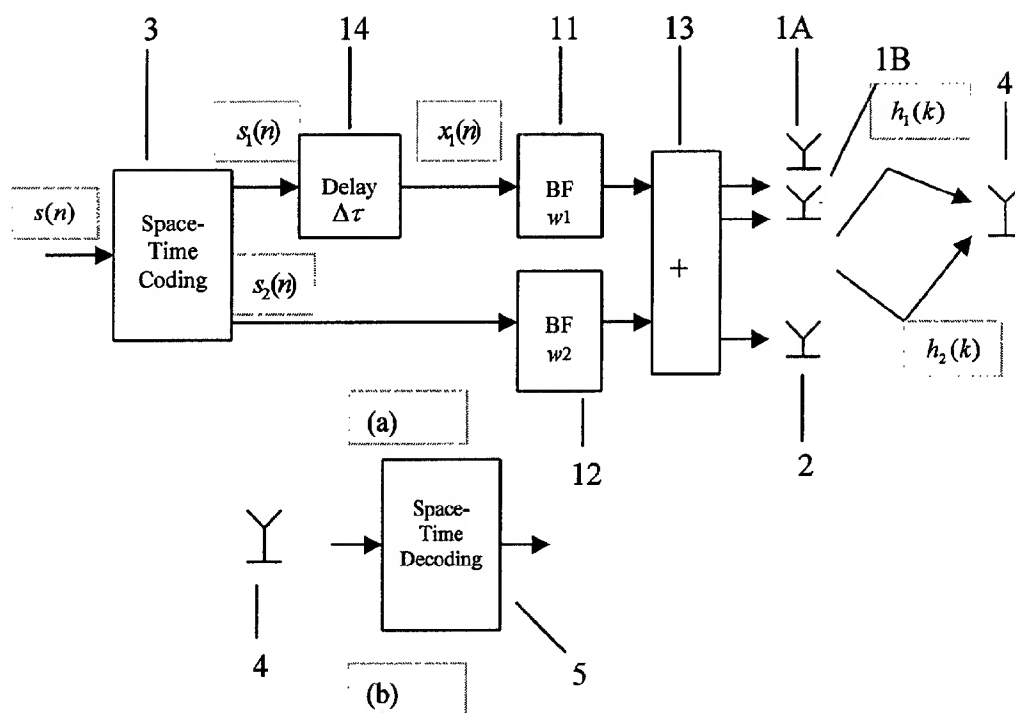 3
14
11
13
1A
1B
4
s(n)
s₁(n)
x₁(n)
h₁(k)
Space-
Time
Coding
Delay
Δτ
BF
w1
s₂(n)
+
BF
w2
h₂(k)
(a)
12
2
Space-
Time
Decoding
4
5
(b)